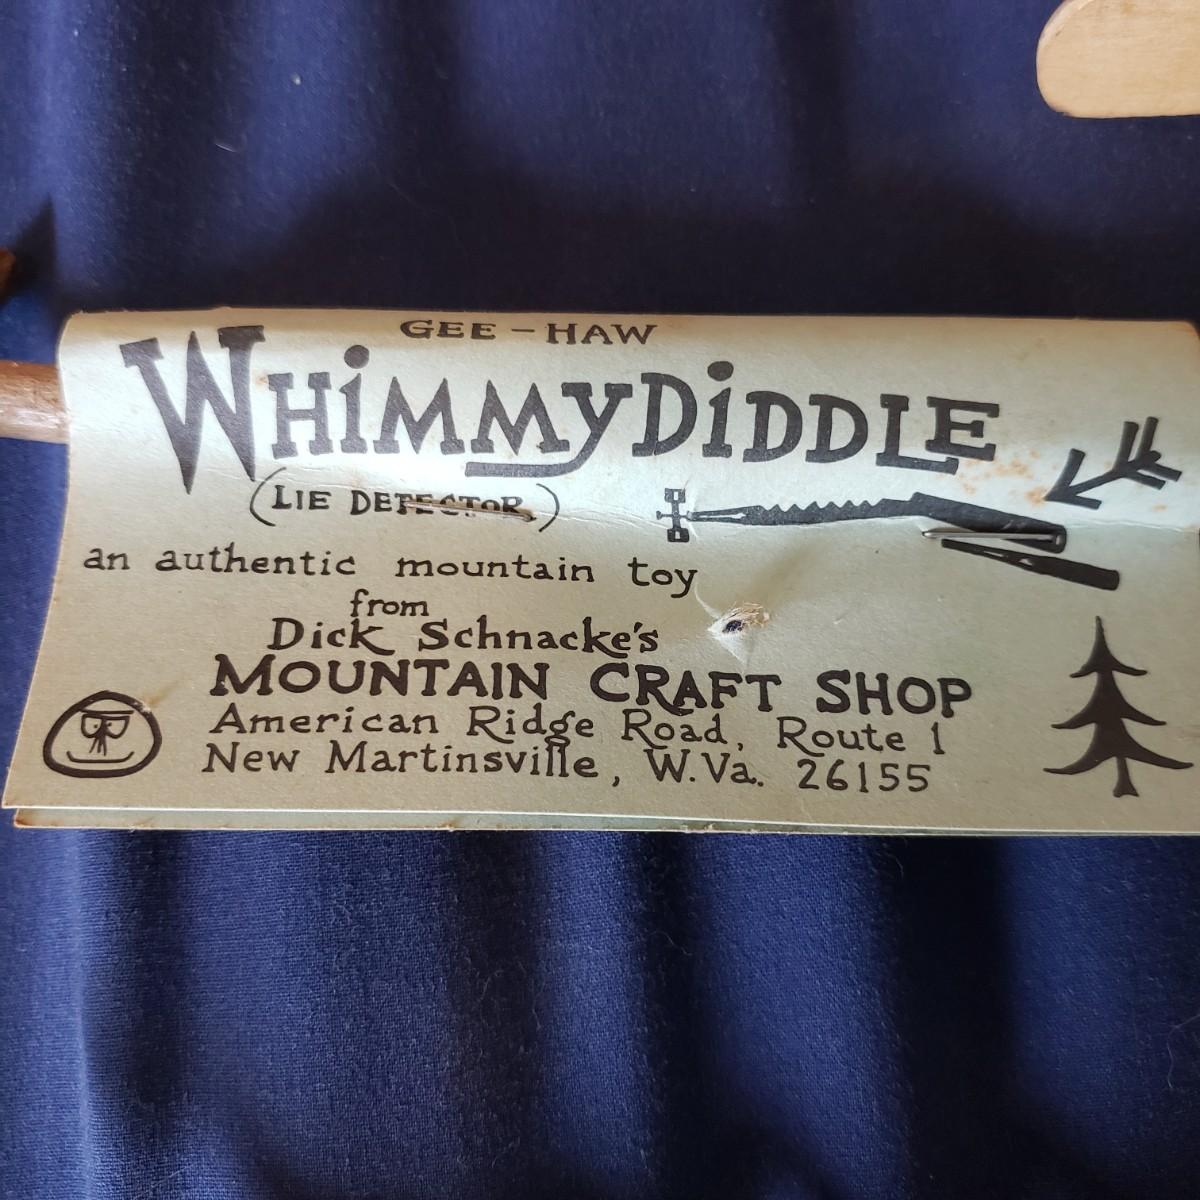 GEE - HAW
WHiMMyDiDDLE
(LIE DETECTOR)
an authentic mountain toy
from
Dick Schnacke's
MOUNTAIN CRAFT SHOP
American Ridge Road, Route 1
New Martinsville, W.Va. 26155